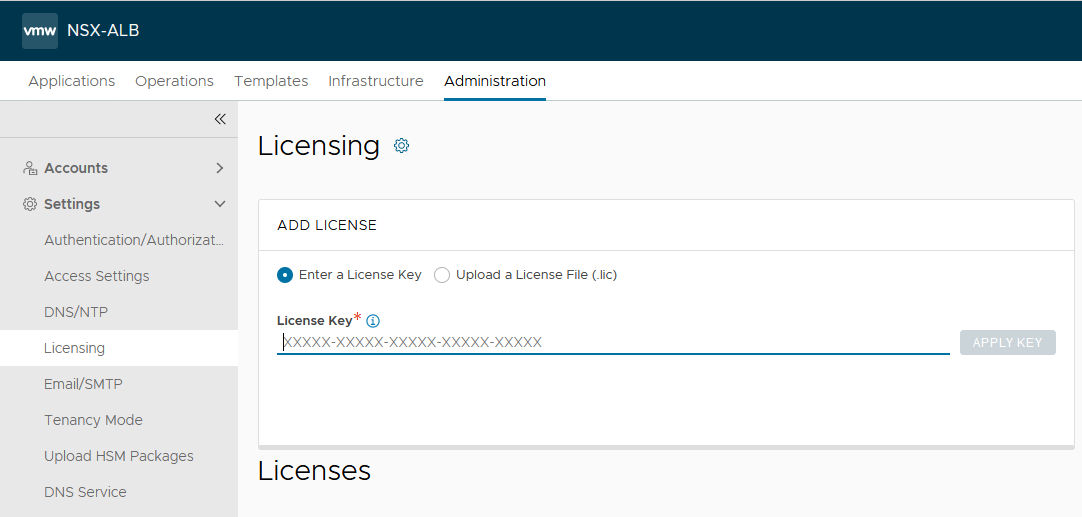 vmw NSX-ALB
Applications Operations Templates Infrastructure Administration
Accounts
Settings
Authentication/Authorizat...
Access Settings
DNS/NTP
Licensing
Email/SMTP
Tenancy Mode
Upload HSM Packages
DNS Service
Licensing
ADD LICENSE
Enter a License Key Upload a License File (.lic)
License Key*
XXXXX-XXXXX-XXXXX-XXXXX-XXXXX
APPLY KEY
Licenses